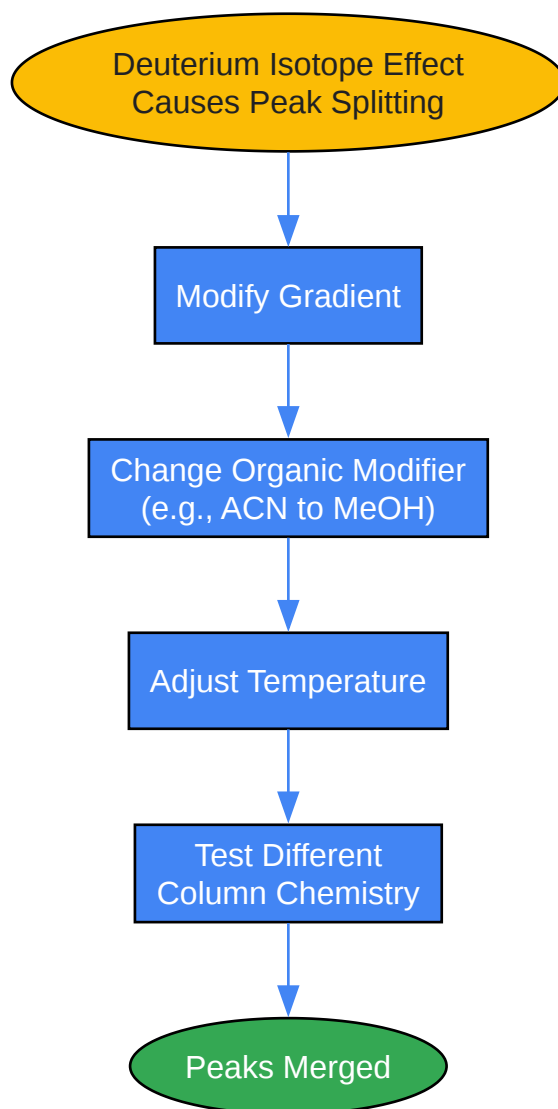 Deuterium Isotope Effect
Causes Peak Splitting
Modify Gradient
Change Organic Modifier
(e.g., ACN to MeOH)
Adjust Temperature
Test Different
Column Chemistry
Peaks Merged